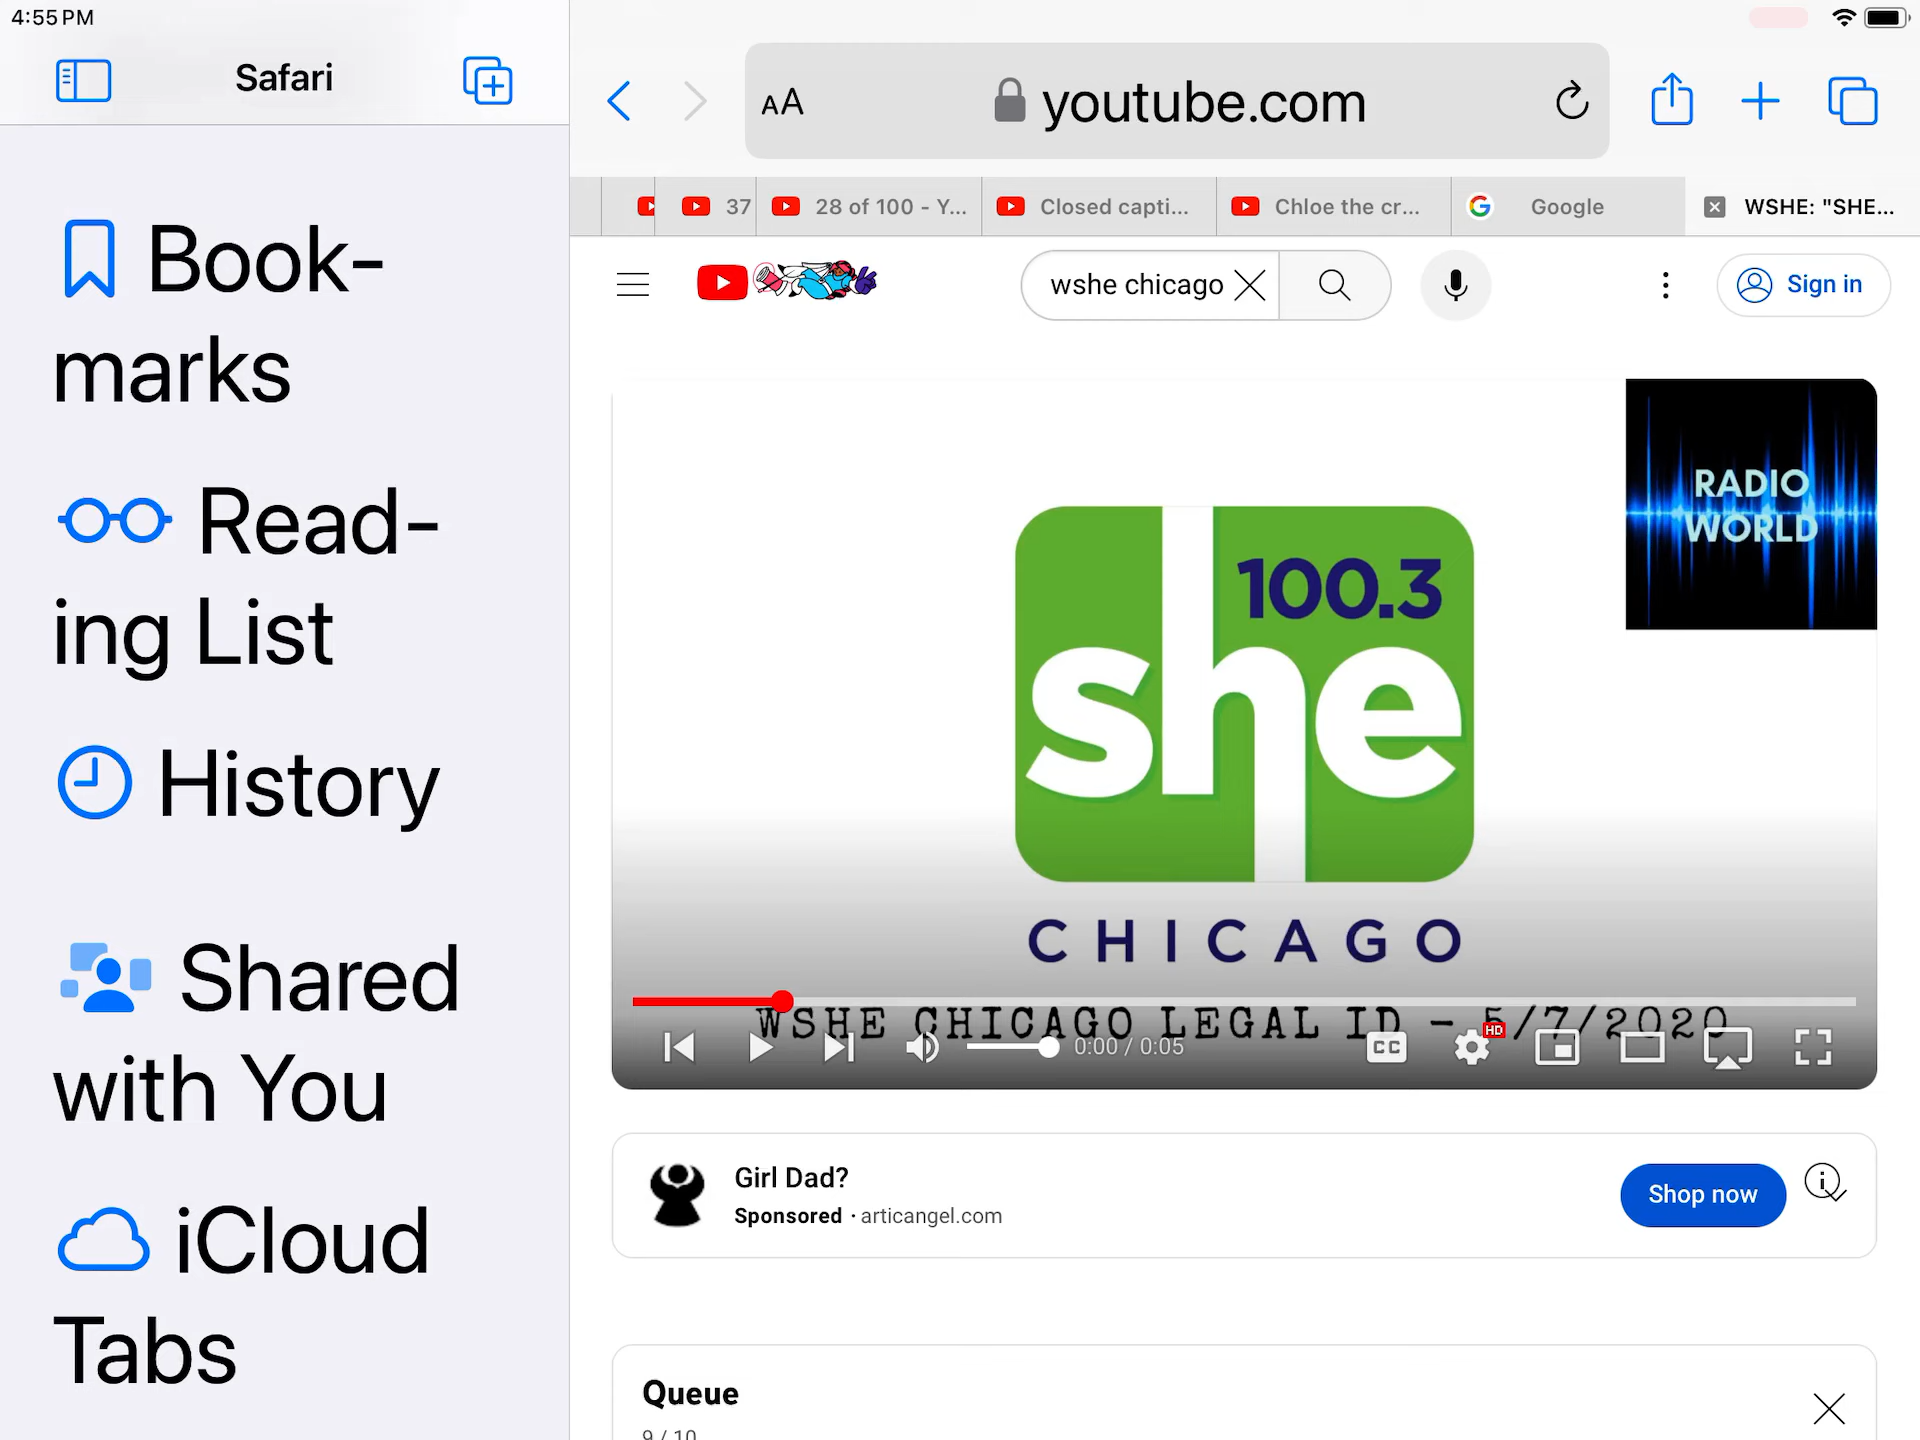 4:55 PM
Safari
Book-
marks
Read-
ing List
History
Shared
with You
iCloud
Tabs
AA
youtube.com
37
28 of 100 - Y...
Closed capti...
Chloe the cr...
Google
WSHE: "SHE...
wshe chicago
Sign in
RADIO
WORLD
100.3
she
CHICAGO
WSHE CHICAGO LEGAL ID - 5/7/2020
0:00 / 0:05
CC
HD
Girl Dad?
Sponsored · articangel.com
Shop now
Queue
9 / 10